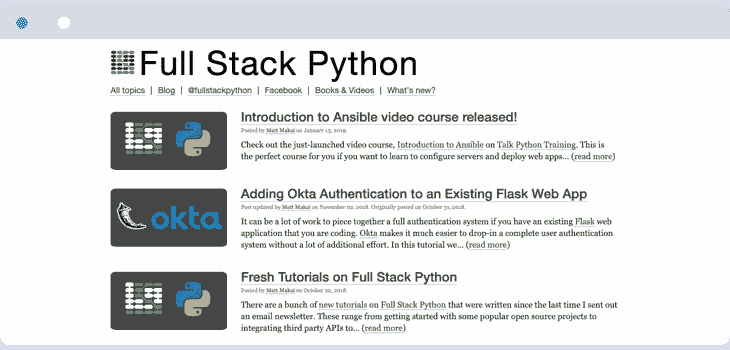 Full Stack Python
All topics | Blog | @fullstackpython | Facebook | Books & Videos | What's new?
Introduction to Ansible video course released!
Posted by Matt Makai on January 13, 2019.
Check out the just-launched video course, Introduction to Ansible on Talk Python Training. This is
the perfect course for you if you want to learn to configure servers and deploy web apps... (read more)
okta
Adding Okta Authentication to an Existing Flask Web App
Post updated by Matt Makai on November 02, 2018. Originally posted on October 31, 2018.
It can be a lot of work to piece together a full authentication system if you have an existing Flask web
application that you are coding. Okta makes it much easier to drop-in a complete user authentication
system without a lot of additional effort. In this tutorial we... (read more)
Fresh Tutorials on Full Stack Python
Posted by Matt Makai on October 22, 2018.
There are a bunch of new tutorials on Full Stack Python that were written since the last time I sent out
an email newsletter. These range from getting started with some popular open source projects to
integrating third party APIs to... (read more)